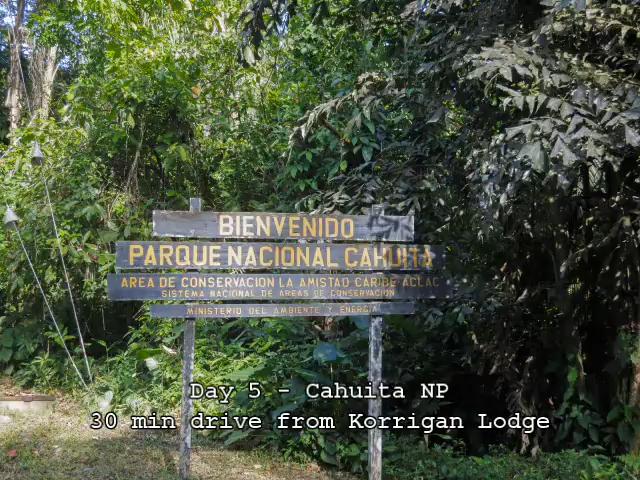 BIENVENIDO
PARQUE NACIONAL CAHUITA
AREA DE CONSERVACION LA AMISTAD CARIBE ACLAC
SISTEMA NACIONAL DE AREAS DE CONSERVACION
MINISTERIO DEL AMBIENTE Y ENERGIA
Day 5 - Cahuita NP
30 min drive from Korrigan Lodge